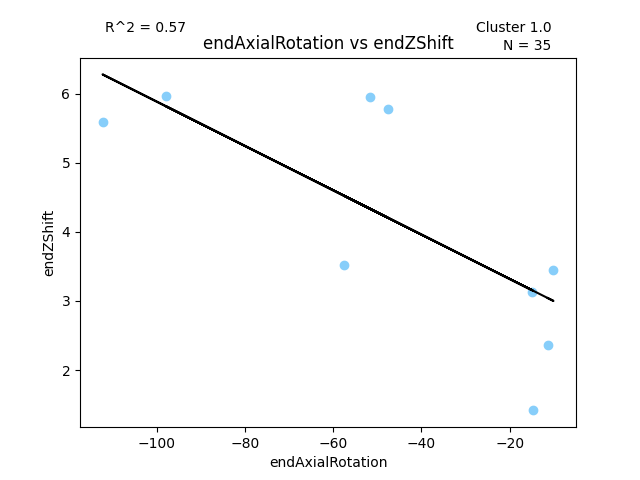 R^2 = 0.57
Cluster 1.0
N = 35
endAxialRotation vs endZShift
6
5
4
3
2
endZShift
−100
−80
−60
−40
−20
endAxialRotation